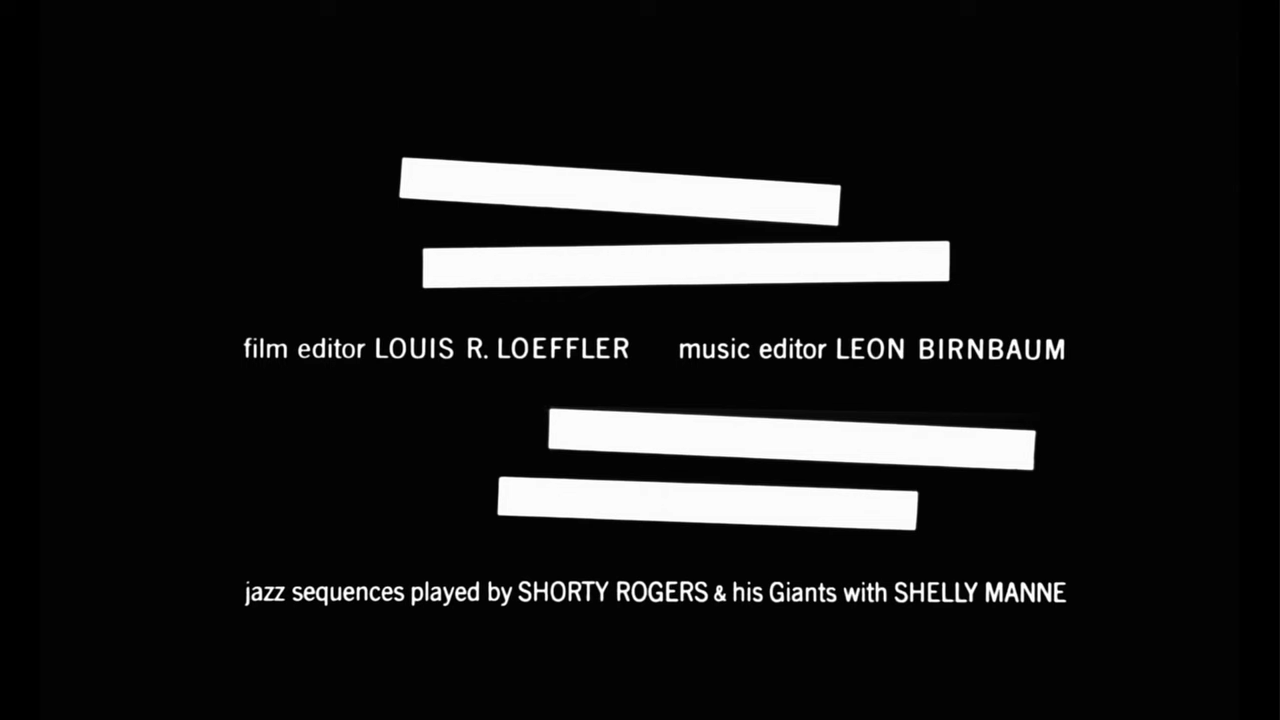 film editor LOUIS R. LOEFFLER music editor LEON BIRNBAUM
jazz sequences played by SHORTY ROGERS & his Giants with SHELLY MANNE